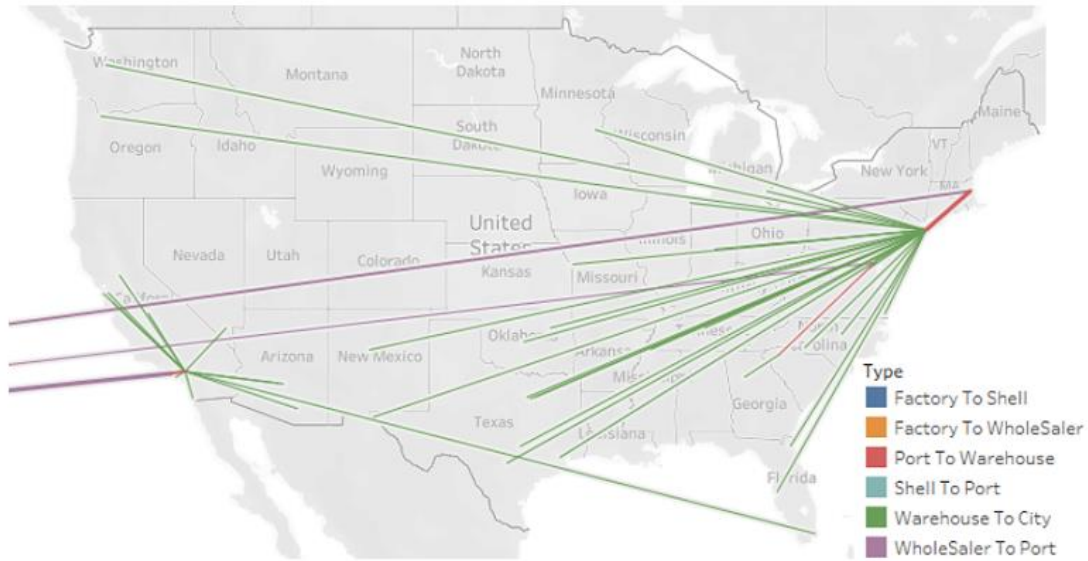 Washington
Montana
North
Dakota
Minnesota
Maine
Oregon
Idaho
South
Wisconsin
VT
Wyoming
New York
MA
Iowa
United
States
Ohio
Nevada
Utah
Colorado
Kansas
Missouri
Arizona
New Mexico
Texas
Georgia
Type
Factory To Shell
Factory To WholeSaler
Port To Warehouse
Shell To Port
Warehouse To City
WholeSaler To Port